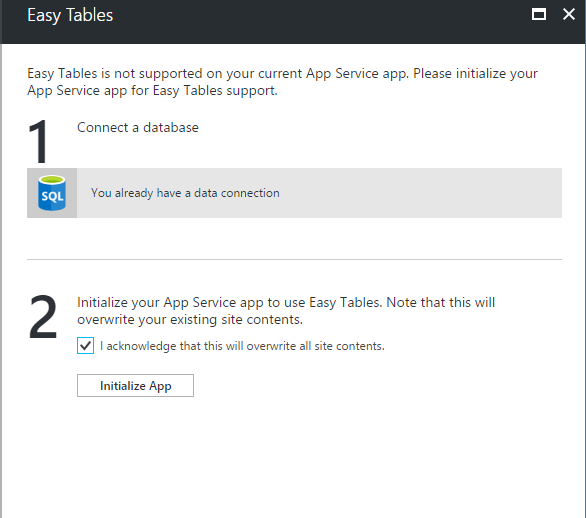 Easy Tables
Easy Tables is not supported on your current App Service app. Please initialize your
App Service app for Easy Tables support.
1
Connect a database
SQL
You already have a data connection
2
Initialize your App Service app to use Easy Tables. Note that this will
overwrite your existing site contents.
I acknowledge that this will overwrite all site contents.
Initialize App